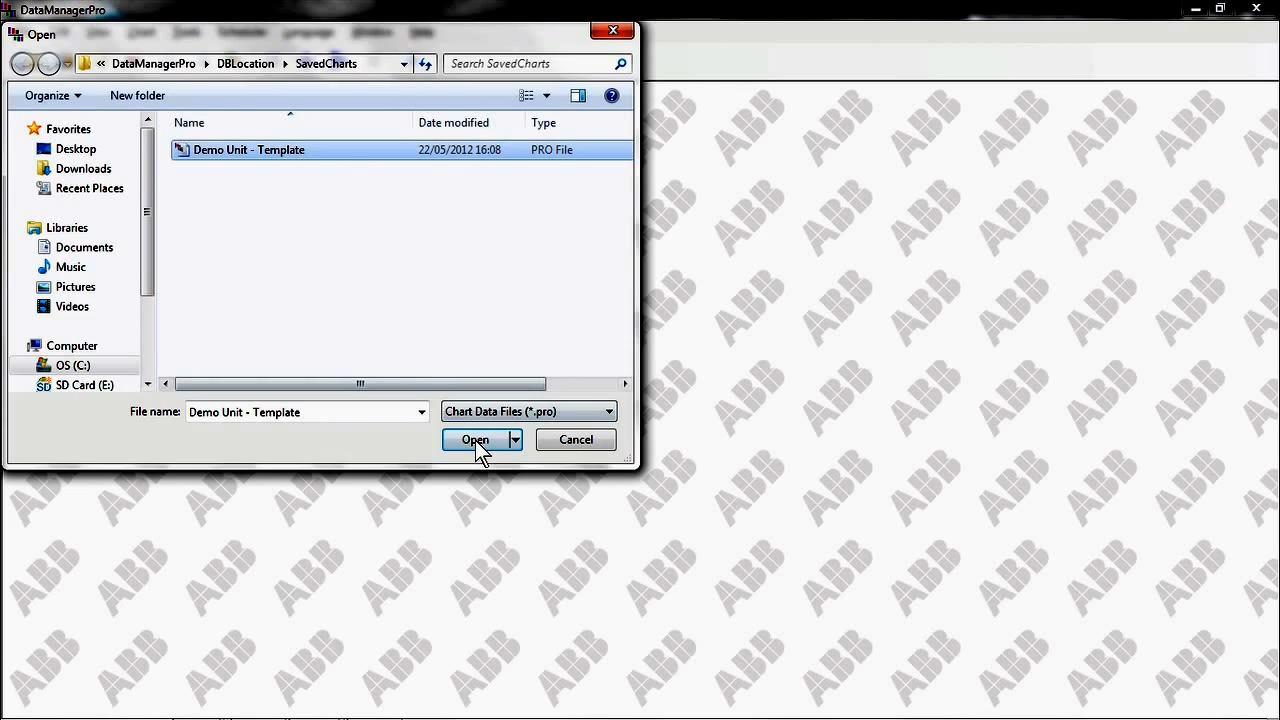 DataManagerPro
Open
« DataManagerPro DBLocation SavedCharts Search SavedCharts
Organize New folder
Name Date modified Type
Favorites
Desktop
Downloads
Recent Places
Libraries
Documents
Music
Pictures
Videos
Computer
OS (C:)
SD Card (E:)
Demo Unit - Template 22/05/2012 16:08 PRO File
File name: Demo Unit - Template Chart Data Files (*.pro)
Open Cancel
ABB